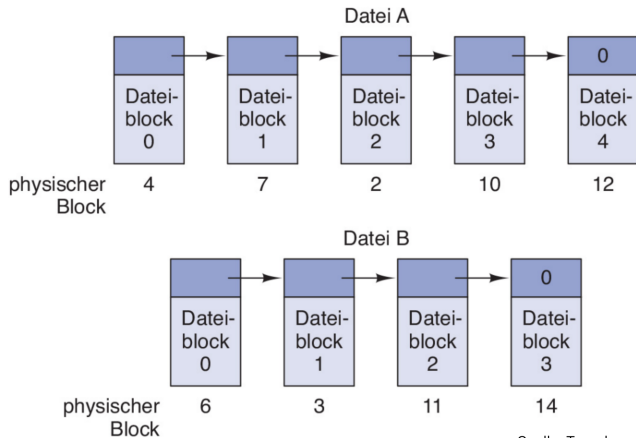 Datei A
0
Datei- Datei- Datei- Datei- Datei-
block block block block block
0 1 2 3 4
physischer 4 7 2 10 12
Block
Datei B
0
Datei- Datei- Datei- Datei-
block block block block
0 1 2 3
physischer 6 3 11 14
Block